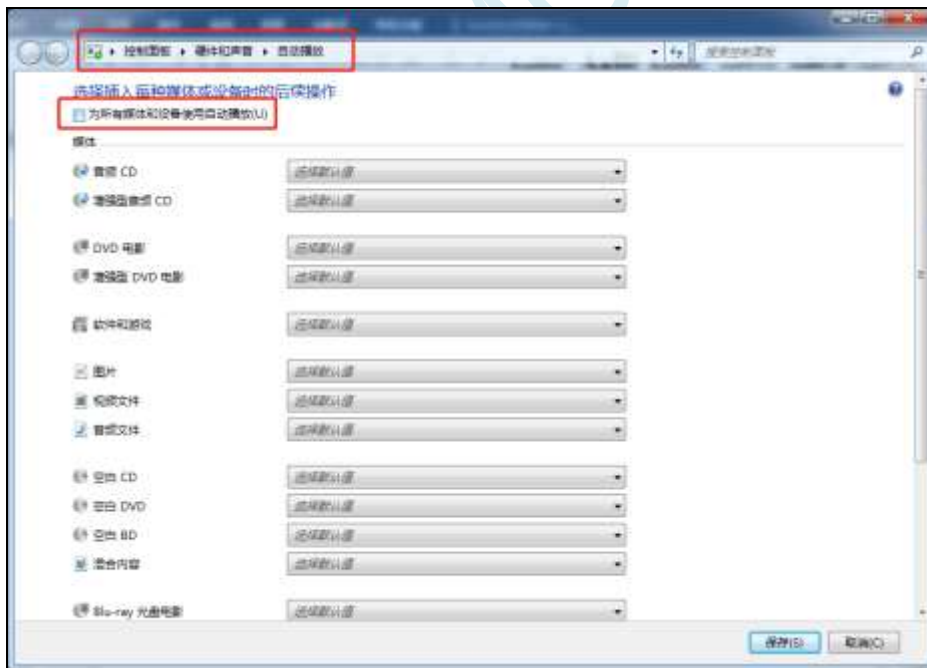 控制面板 ▸ 硬件和声音 ▸ 自动播放
搜索控制面板
选择插入每种媒体或设备时的后续操作
为所有媒体和设备使用自动播放(U)
媒体
音频 CD 选择默认值
增强型音频 CD 选择默认值
DVD 电影 选择默认值
增强型 DVD 电影 选择默认值
软件和游戏 选择默认值
图片 选择默认值
视频文件 选择默认值
音频文件 选择默认值
空白 CD 选择默认值
空白 DVD 选择默认值
空白 BD 选择默认值
混合内容 选择默认值
Blu-ray 光盘电影 选择默认值
保存(S) 取消(C)